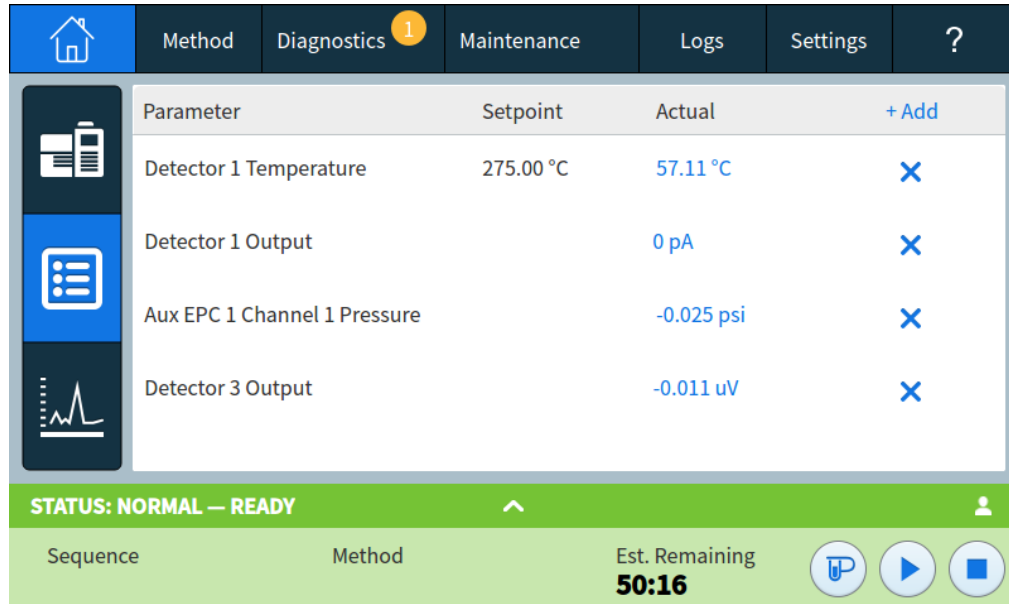 Method Diagnostics 1 Maintenance Logs Settings ?
Parameter Setpoint Actual + Add
Detector 1 Temperature 275.00 °C 57.11 °C
Detector 1 Output 0 pA
Aux EPC 1 Channel 1 Pressure -0.025 psi
Detector 3 Output -0.011 uV
STATUS: NORMAL — READY
Sequence Method Est. Remaining
50:16